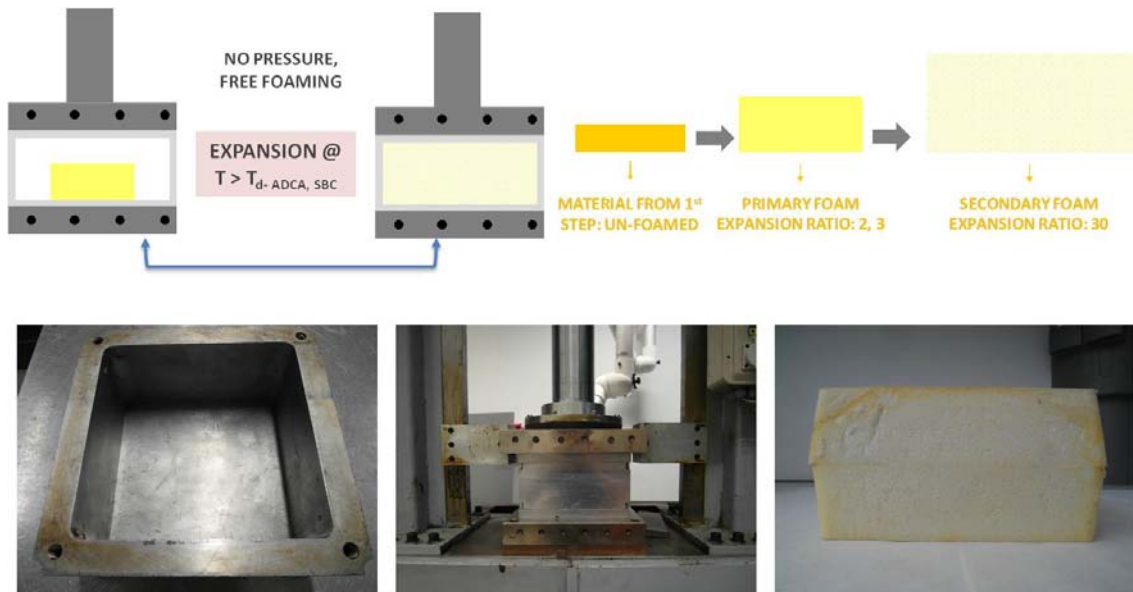 NO PRESSURE,
FREE FOAMING
EXPANSION @
T > Td- ADCA, SBC
MATERIAL FROM 1st
STEP: UN-FOAMED
PRIMARY FOAM
EXPANSION RATIO: 2, 3
SECONDARY FOAM
EXPANSION RATIO: 30